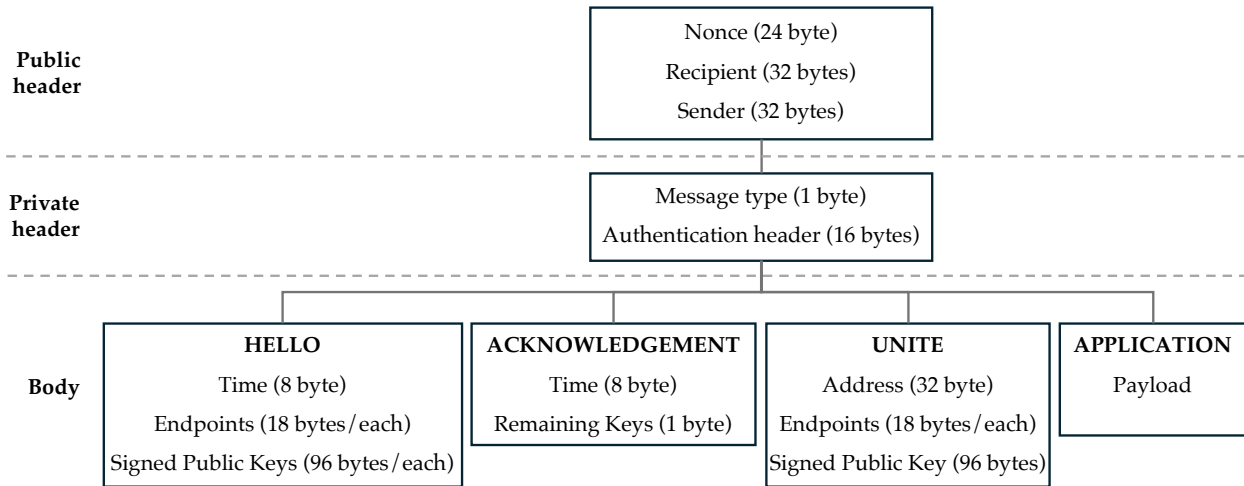 Public
header
Nonce (24 byte)
Recipient (32 bytes)
Sender (32 bytes)
Private
header
Message type (1 byte)
Authentication header (16 bytes)
Body
HELLO
Time (8 byte)
Endpoints (18 bytes/each)
Signed Public Keys (96 bytes/each)
ACKNOWLEDGEMENT
Time (8 byte)
Remaining Keys (1 byte)
UNITE
Address (32 byte)
Endpoints (18 bytes/each)
Signed Public Key (96 bytes)
APPLICATION
Payload